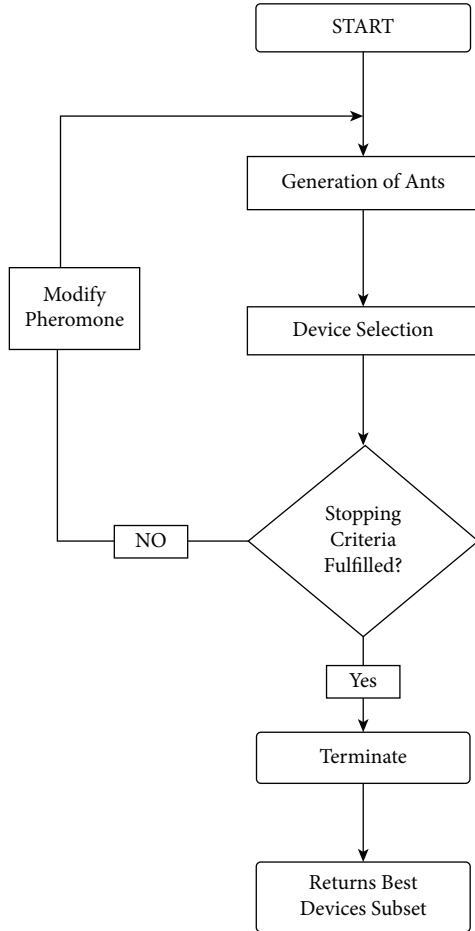 START
Generation of Ants
Modify
Pheromone
Device Selection
Stopping
Criteria
Fulfilled?
NO
Yes
Terminate
Returns Best
Devices Subset